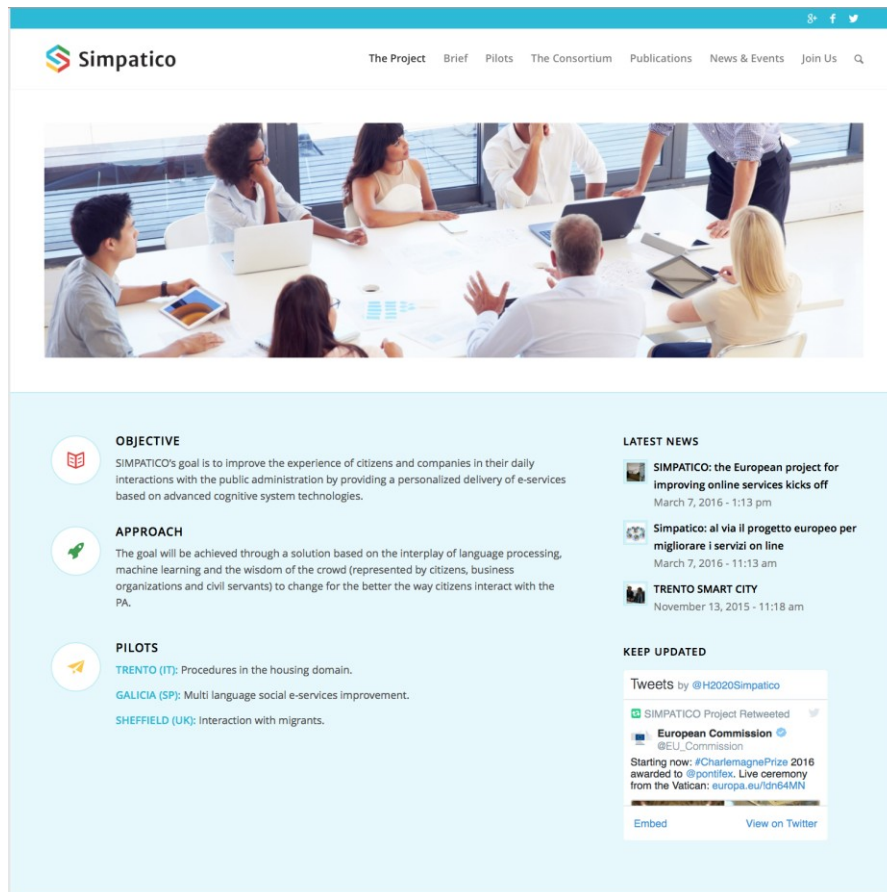 Simpatico
The Project Brief Pilots The Consortium Publications News & Events Join Us
OBJECTIVE
SIMPATICO's goal is to improve the experience of citizens and companies in their daily
interactions with the public administration by providing a personalized delivery of e-services
based on advanced cognitive system technologies.
APPROACH
The goal will be achieved through a solution based on the interplay of language processing,
machine learning and the wisdom of the crowd (represented by citizens, business
organizations and civil servants) to change for the better the way citizens interact with the
PA.
PILOTS
TRENTO (IT): Procedures in the housing domain.
GALICIA (SP): Multi language social e-services improvement.
SHEFFIELD (UK): Interaction with migrants.
LATEST NEWS
SIMPATICO: the European project for
improving online services kicks off
March 7, 2016 - 1:13 pm
Simpatico: al via il progetto europeo per
migliorare i servizi on line
March 7, 2016 - 11:13 am
TRENTO SMART CITY
November 13, 2015 - 11:18 am
KEEP UPDATED
Tweets by @H2020Simpatico
SIMPATICO Project Retweeted
European Commission
@EU_Commission
Starting now: #CharlemagnePrize 2016
awarded to @pontifex. Live ceremony
from the Vatican: europa.eu/!dn64MN
Embed View on Twitter